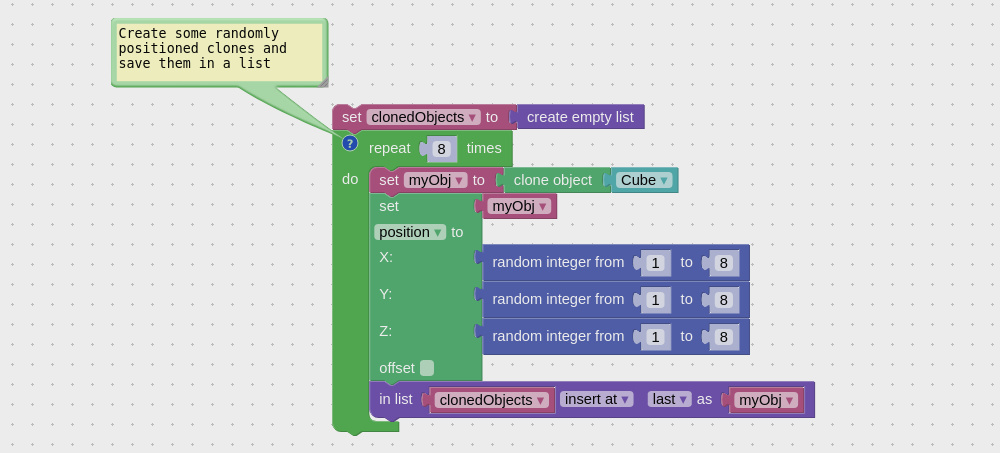 Create some randomly
positioned clones and
save them in a list
set clonedObjects to create empty list
? repeat 8 times
do set myObj to clone object Cube
set myObj
position to
X: random integer from 1 to 8
Y: random integer from 1 to 8
Z: random integer from 1 to 8
offset
in list clonedObjects insert at last as myObj